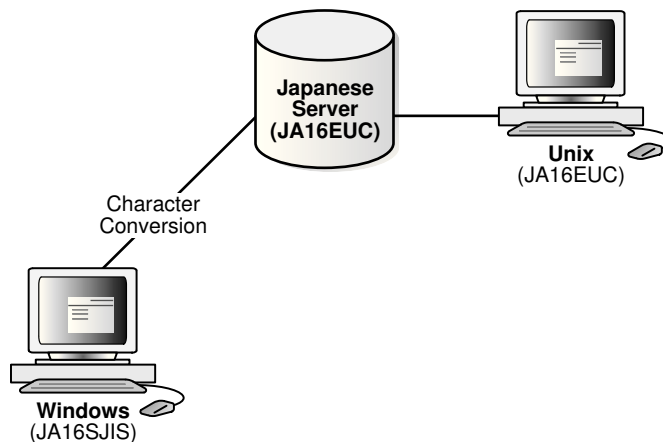 Japanese
Server
(JA16EUC)
Unix
(JA16EUC)
Character
Conversion
Windows
(JA16SJIS)